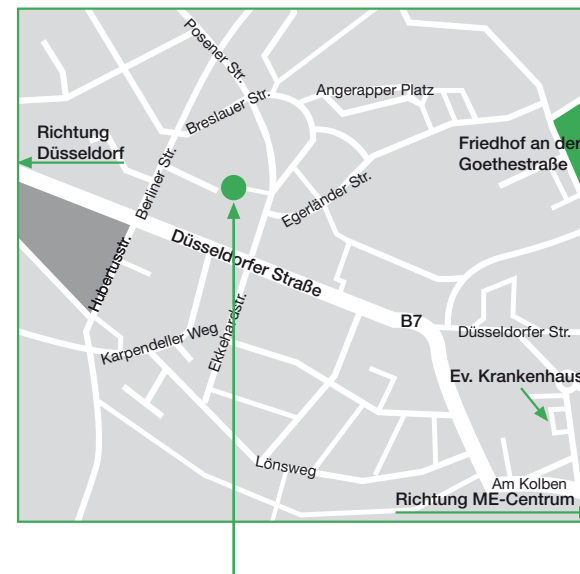 Posener Str.
Angerapper Platz
Breslauer Str.
Richtung
Düsseldorf
Friedhof an der
Goethestraße
Berliner Str.
Egerländer Str.
Düsseldorfer Straße
Hubertusstr.
Ekkehardstr.
B7
Düsseldorfer Str.
Karpendeller Weg
Ev. Krankenhaus
Lönsweg
Am Kolben
Richtung ME-Centrum